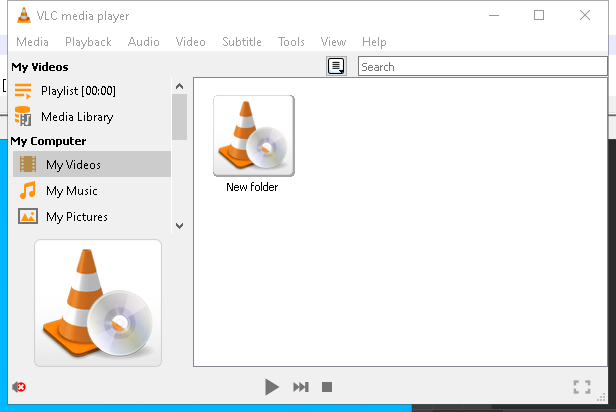 VLC media player
Media Playback Audio Video Subtitle Tools View Help
My Videos
Search
Playlist [00:00]
Media Library
My Computer
My Videos
My Music
My Pictures
New folder